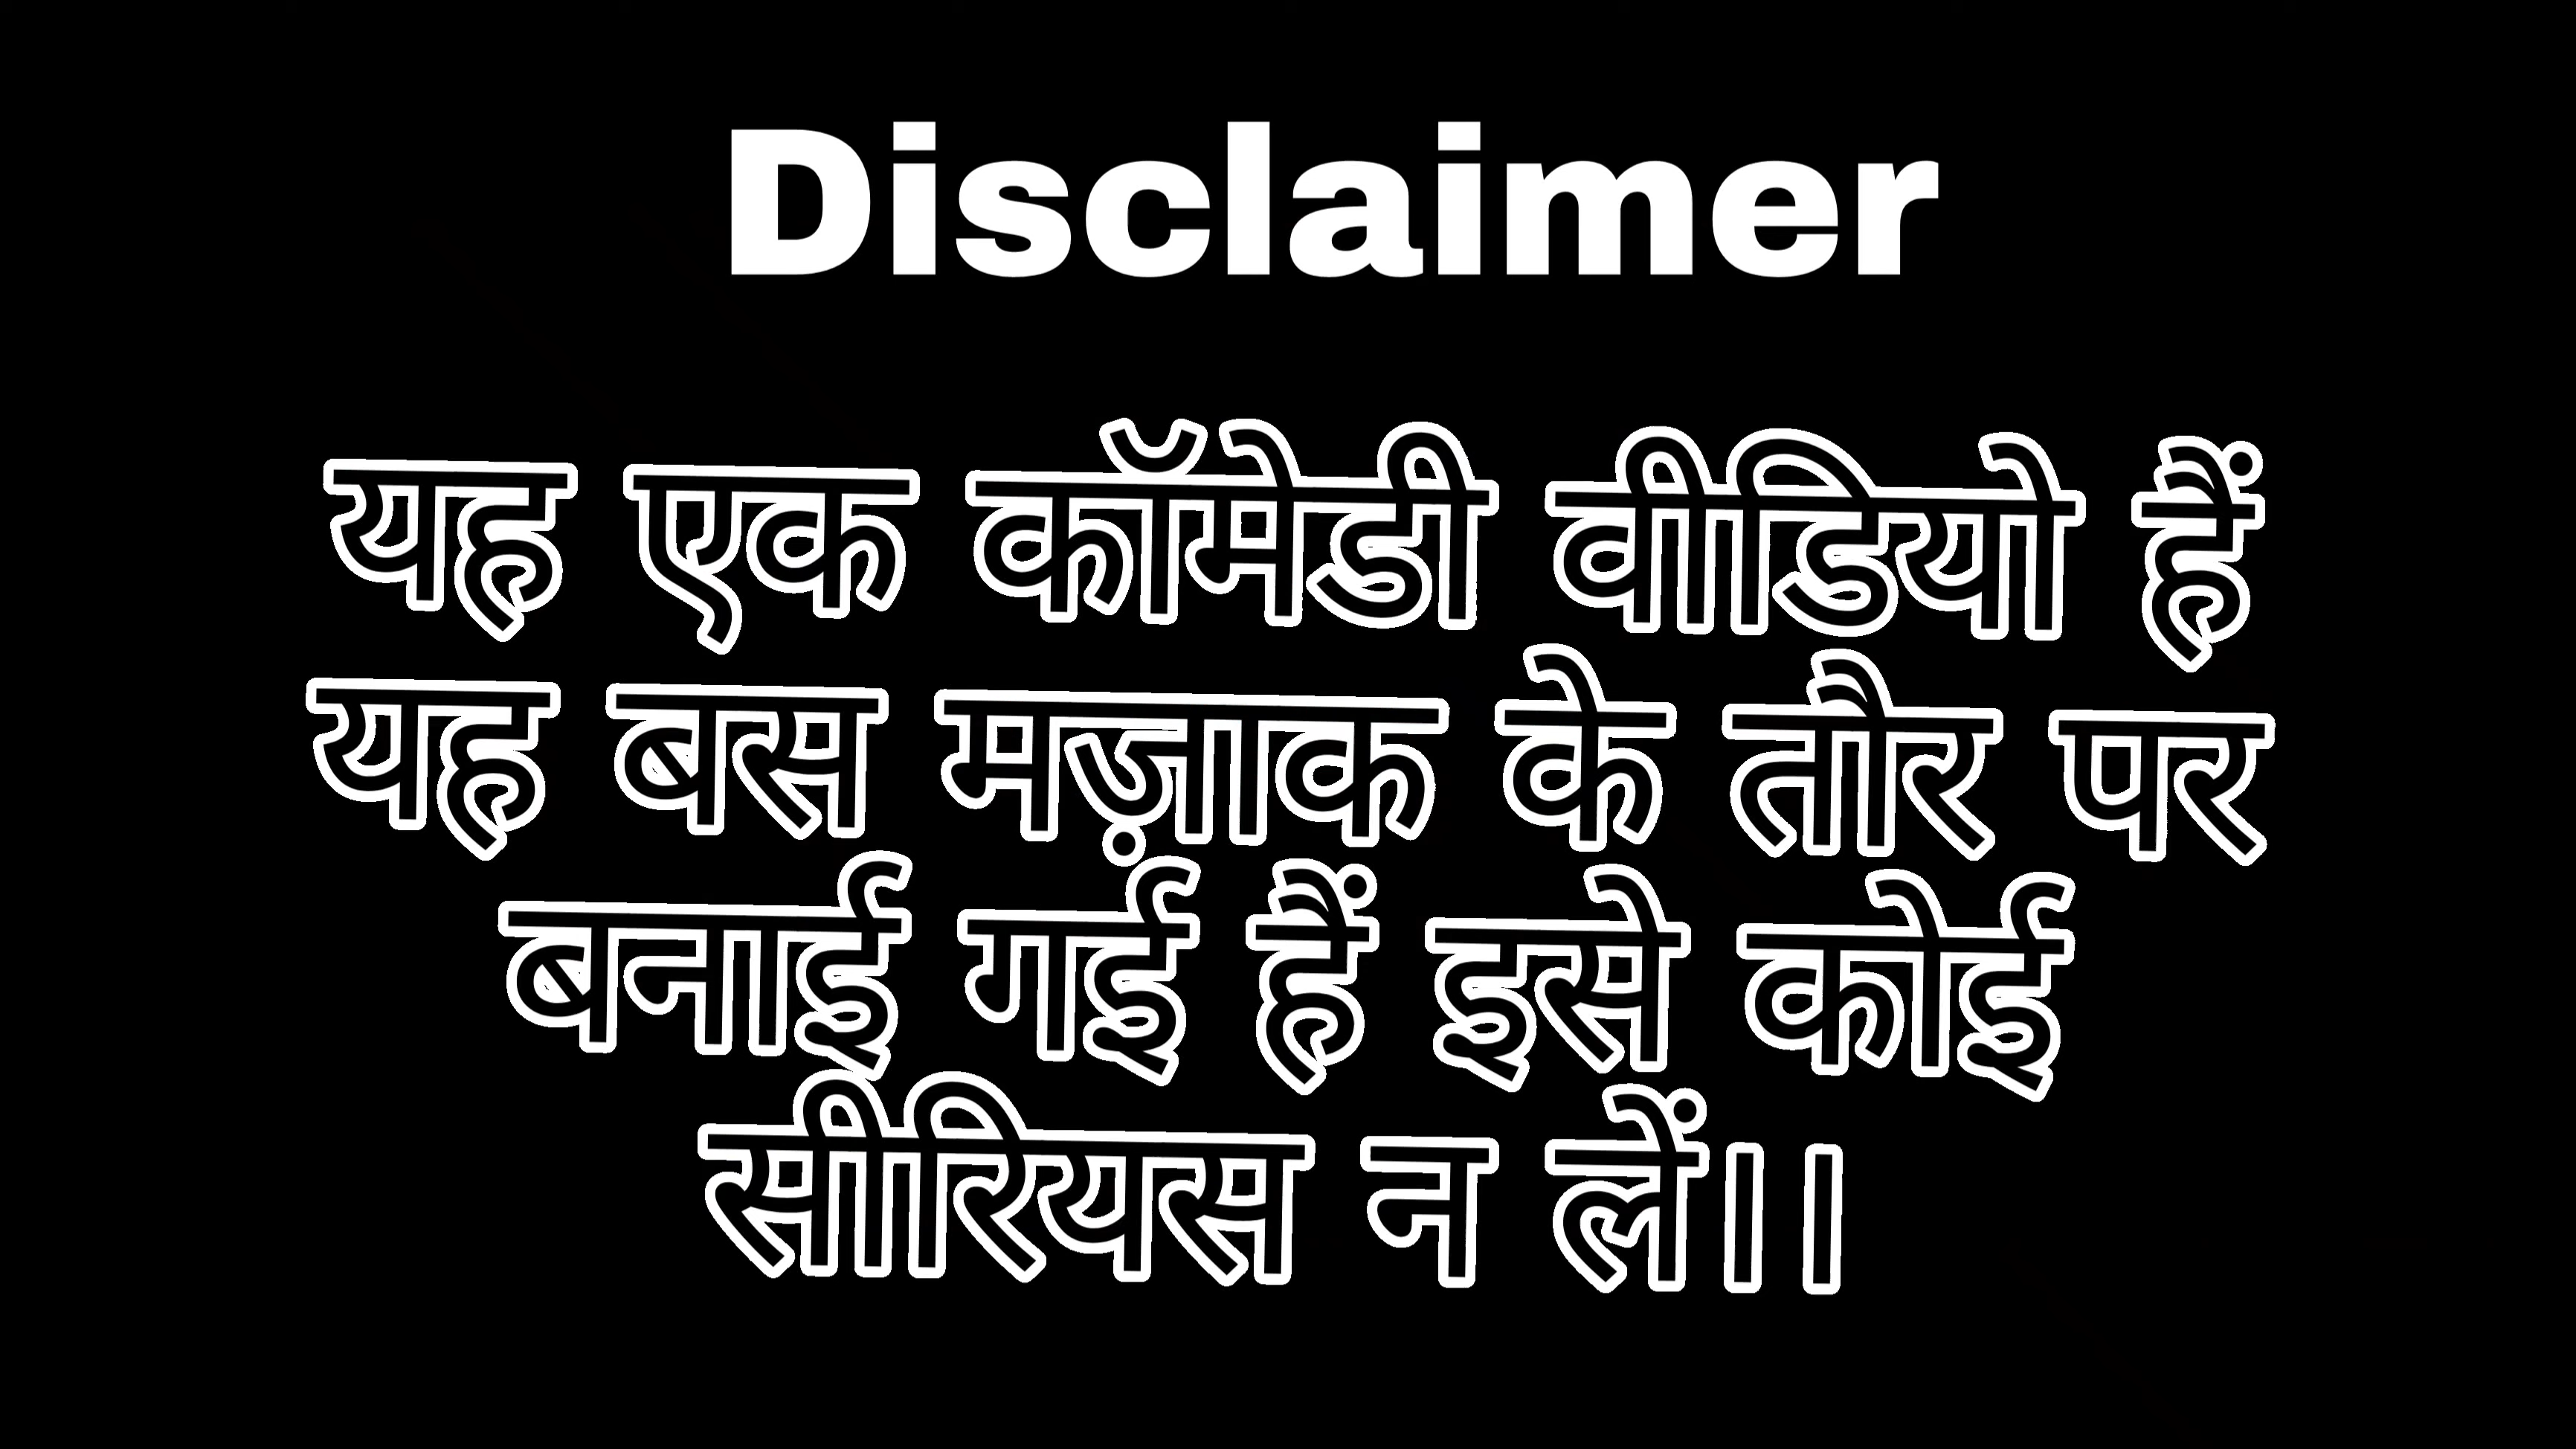 Disclaimer
यह एक कॉमेडी वीडियो हैं
यह बस मज़ाक के तौर पर
बनाई गई हैं इसे कोई
सीरियस न लें।।